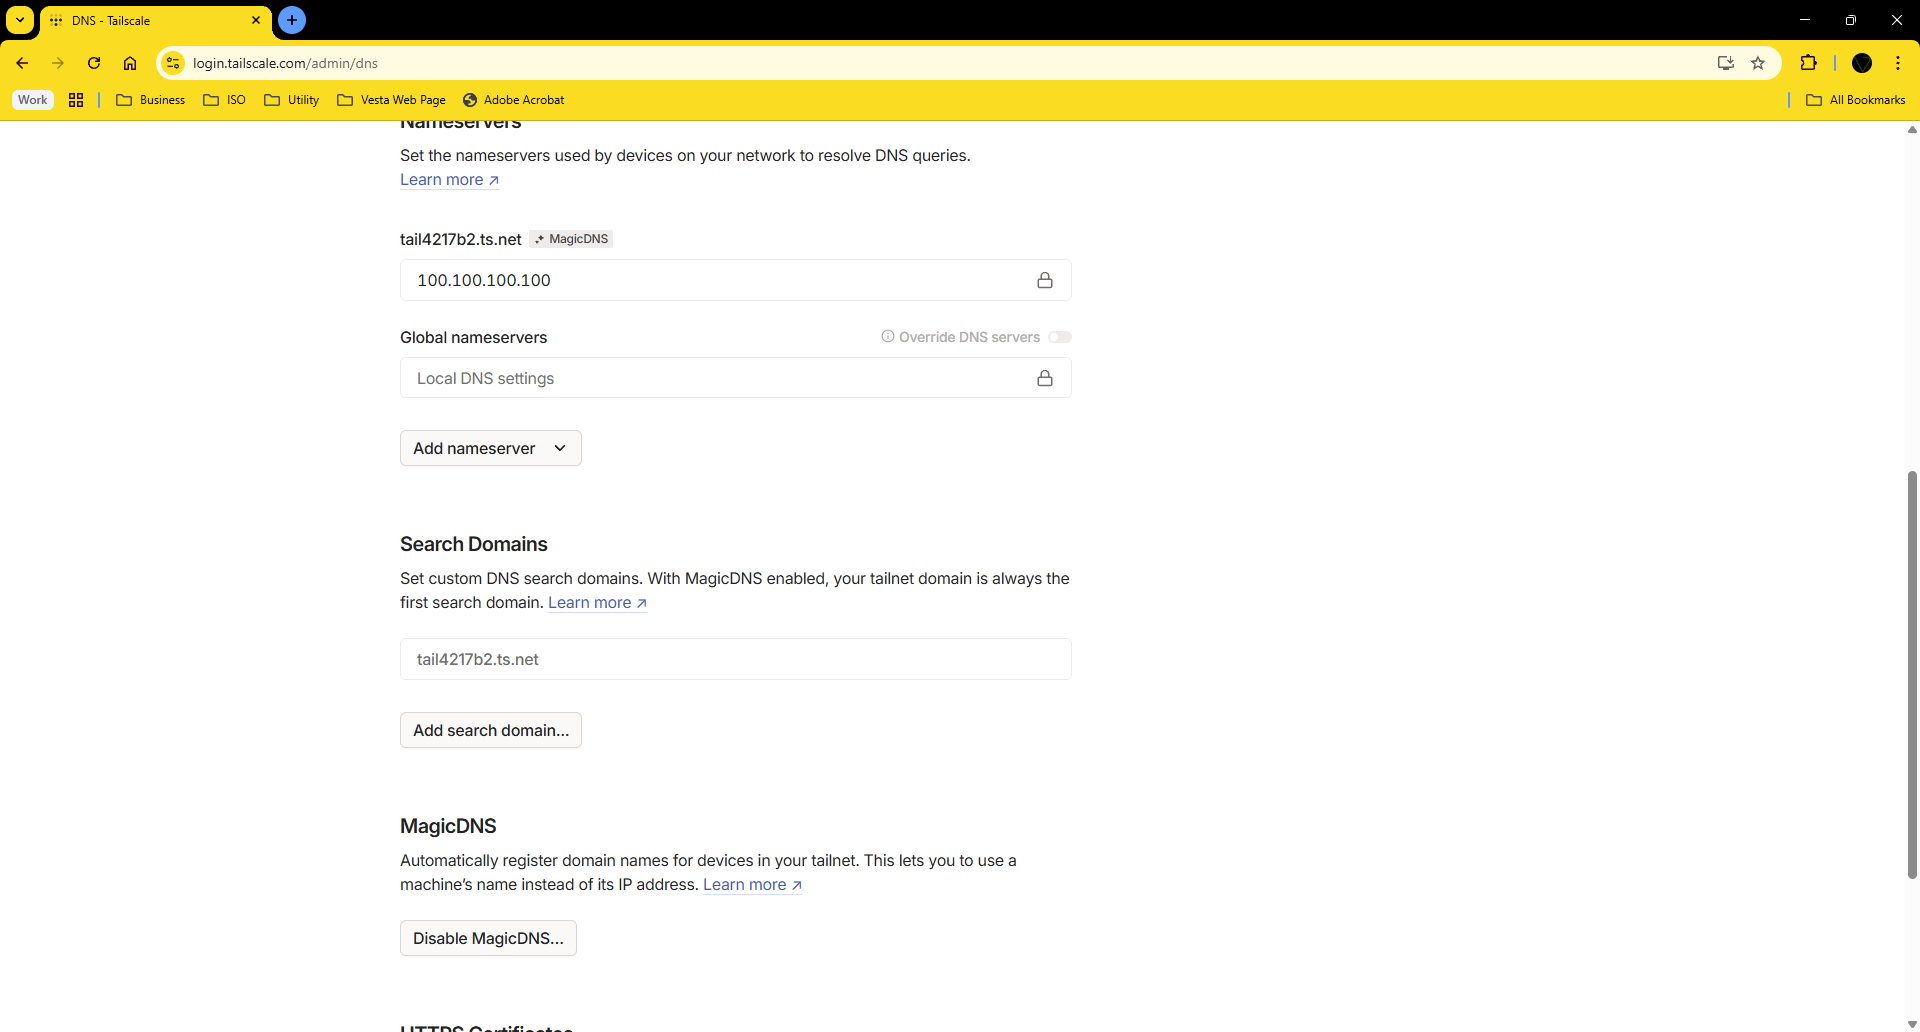 DNS - Tailscale
login.tailscale.com/admin/dns
Work
Business
ISO
Utility
Vesta Web Page
Adobe Acrobat
All Bookmarks
Nameservers
Set the nameservers used by devices on your network to resolve DNS queries.
Learn more ↗
tail4217b2.ts.net MagicDNS
100.100.100.100
Global nameservers
Override DNS servers
Local DNS settings
Add nameserver
Search Domains
Set custom DNS search domains. With MagicDNS enabled, your tailnet domain is always the
first search domain. Learn more ↗
tail4217b2.ts.net
Add search domain...
MagicDNS
Automatically register domain names for devices in your tailnet. This lets you to use a
machine’s name instead of its IP address. Learn more ↗
Disable MagicDNS...
HTTPS Certificates